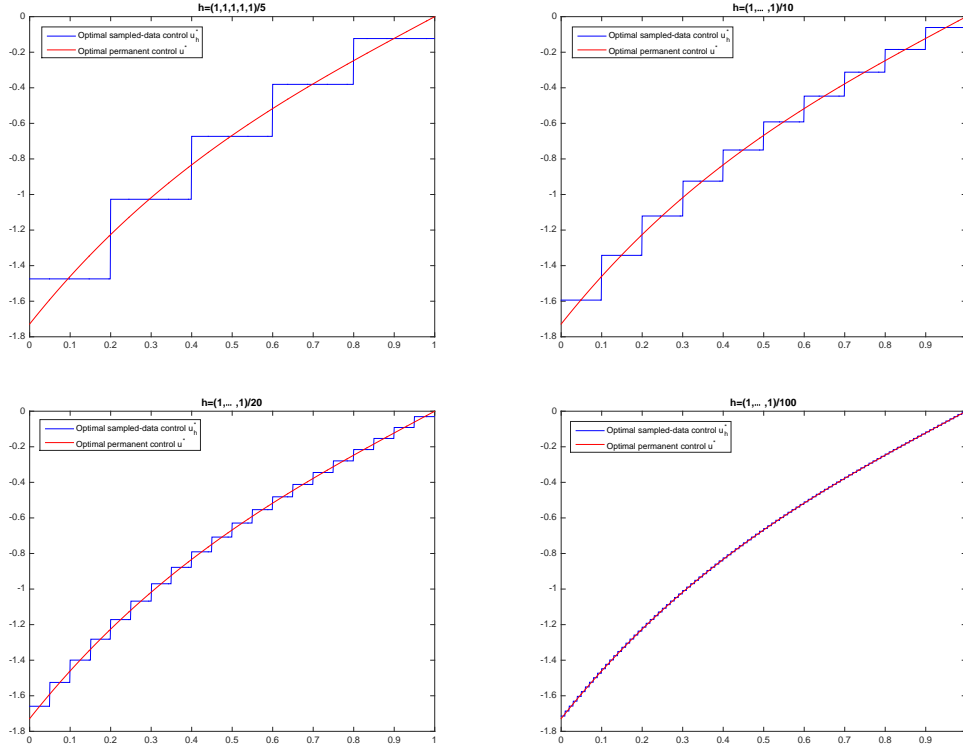 h=(1,1,1,1,1)/5
Optimal sampled-data control u*h
Optimal permanent control u*
0
-0.2
-0.4
-0.6
-0.8
-1
-1.2
-1.4
-1.6
-1.8
0 0.1 0.2 0.3 0.4 0.5 0.6 0.7 0.8 0.9 1
h=(1,... ,1)/10
Optimal sampled-data control u*h
Optimal permanent control u*
0
-0.2
-0.4
-0.6
-0.8
-1
-1.2
-1.4
-1.6
-1.8
0 0.1 0.2 0.3 0.4 0.5 0.6 0.7 0.8 0.9
h=(1,... ,1)/20
Optimal sampled-data control u*h
Optimal permanent control u*
0
-0.2
-0.4
-0.6
-0.8
-1
-1.2
-1.4
-1.6
-1.8
0 0.1 0.2 0.3 0.4 0.5 0.6 0.7 0.8 0.9 1
h=(1,... ,1)/100
Optimal sampled-data control u*h
Optimal permanent control u*
0
-0.2
-0.4
-0.6
-0.8
-1
-1.2
-1.4
-1.6
-1.8
0 0.1 0.2 0.3 0.4 0.5 0.6 0.7 0.8 0.9